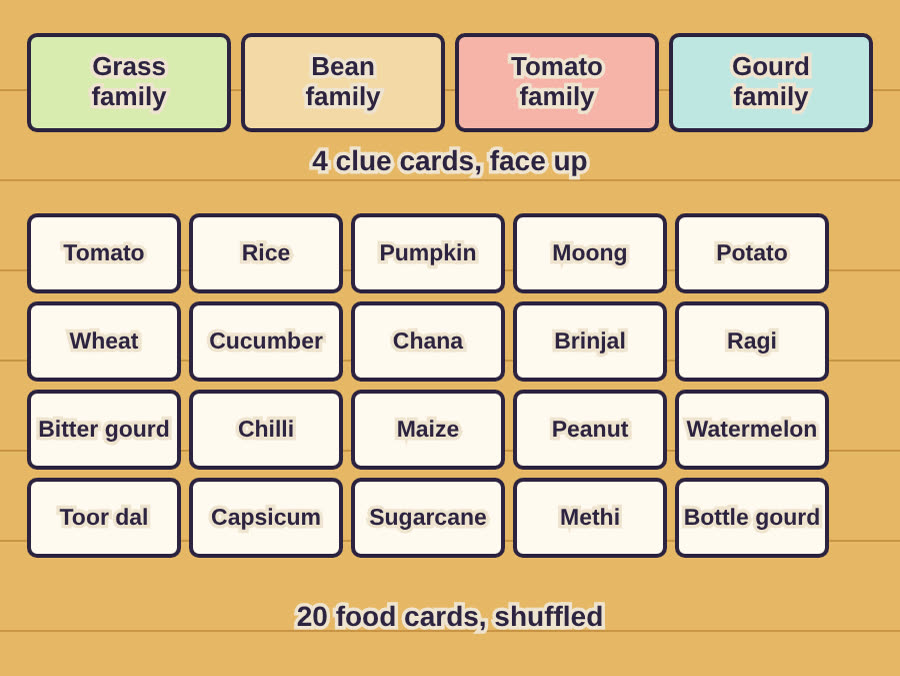 Grass
family
Bean
family
Tomato
family
Gourd
family
4 clue cards, face up
Tomato
Rice
Pumpkin
Moong
Potato
Wheat
Cucumber
Chana
Brinjal
Ragi
Bitter gourd
Chilli
Maize
Peanut
Watermelon
Toor dal
Capsicum
Sugarcane
Methi
Bottle gourd
20 food cards, shuffled